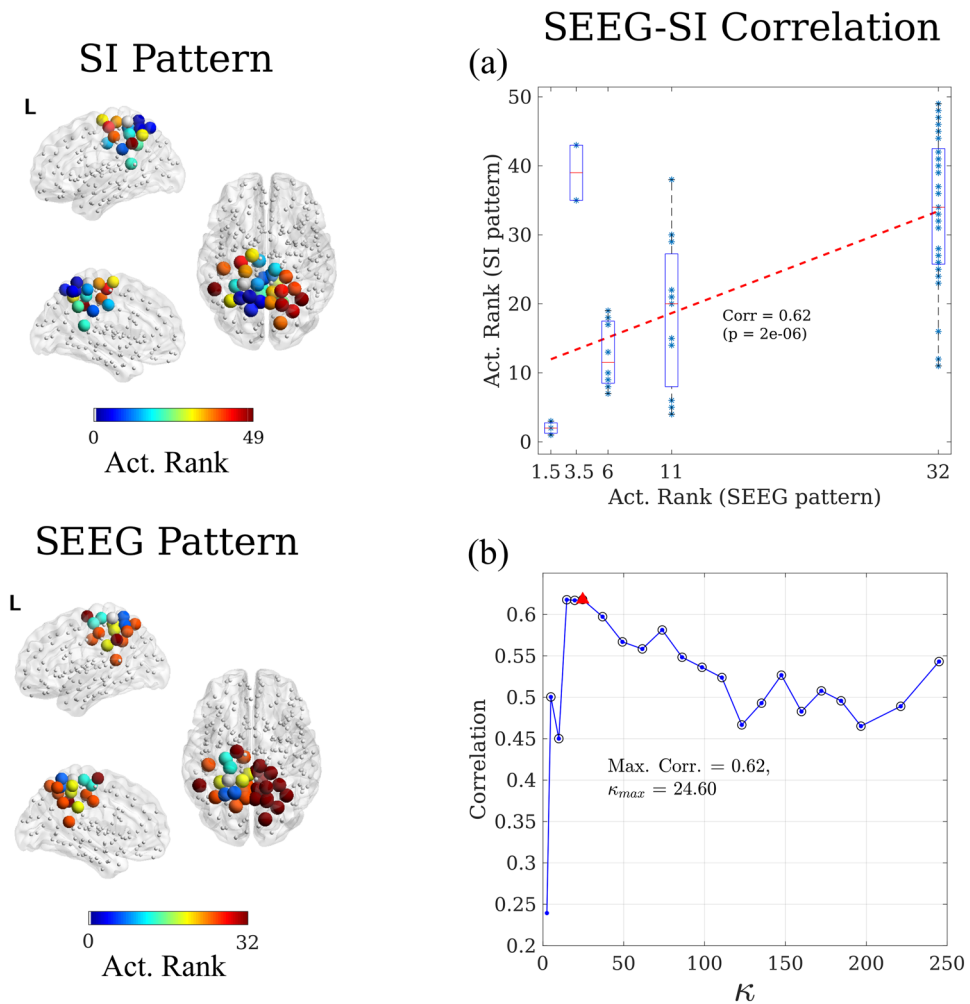 SEEG-SI Correlation
SI Pattern
L
0
49
Act. Rank
(a)
50
40
30
20
10
0
Act. Rank (SI pattern)
Corr = 0.62
(p = 2e-06)
1.5 3.5 6 11 32
Act. Rank (SEEG pattern)
SEEG Pattern
L
0
32
Act. Rank
(b)
0.6
0.55
0.5
0.45
0.4
0.35
0.3
0.25
0.2
Correlation
Max. Corr. = 0.62,
κmax = 24.60
0 50 100 150 200 250
κ